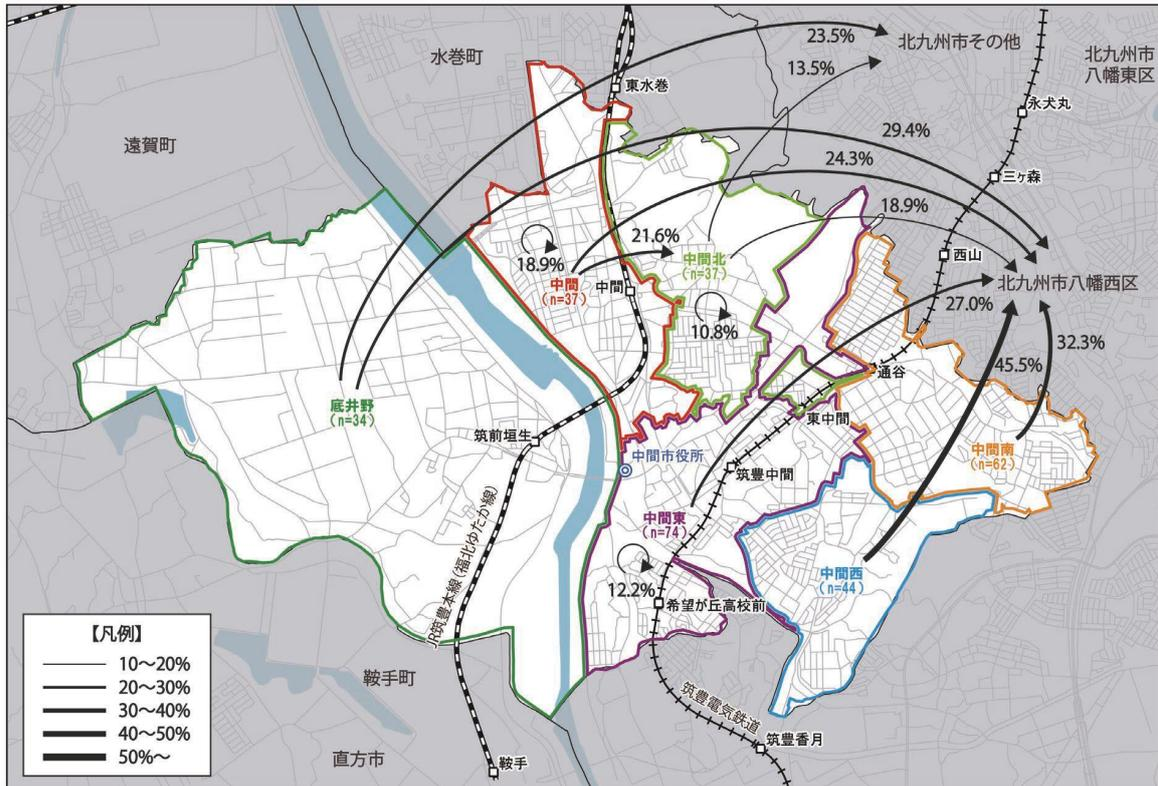 水巻町
23.5%
北九州市その他
北九州市
八幡東区
13.5%
東水巻
永犬丸
遠賀町
29.4%
24.3%
三ヶ森
18.9%
21.6%
中間北
(n=37)
西山
18.9%
中間
(n=37)
中間
北九州市八幡西区
27.0%
10.8%
32.3%
45.5%
通谷
底井野
(n=34)
東中間
筑前垣生
中間市役所
筑豊中間
中間南
(n=62)
中間東
(n=74)
JR筑豊本線(福北ゆたか線)
中間西
(n=44)
12.2%
希望が丘高校前
【凡例】
10～20%
20～30%
30～40%
40～50%
50%～
鞍手町
筑豊電気鉄道
筑豊香月
直方市
鞍手